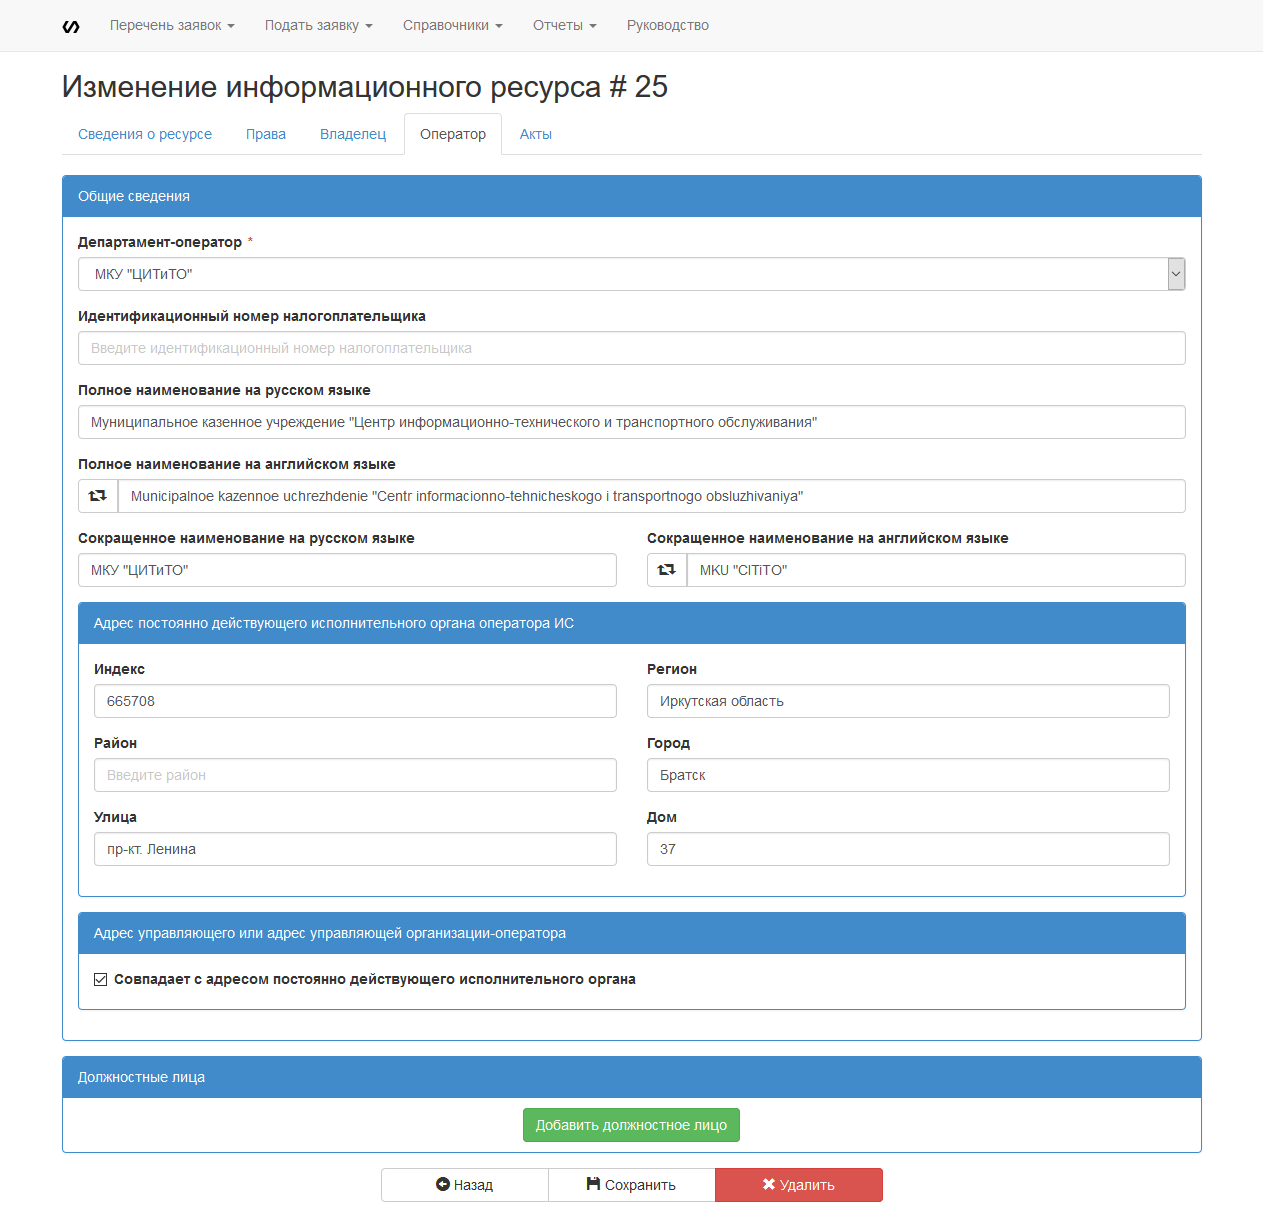 Перечень заявок Подать заявку Справочники Отчеты Руководство
Изменение информационного ресурса # 25
Сведения о ресурсе Права Владелец Оператор Акты
Общие сведения
Департамент-оператор *
МКУ "ЦИТиТО"
Идентификационный номер налогоплательщика
Введите идентификационный номер налогоплательщика
Полное наименование на русском языке
Муниципальное казенное учреждение "Центр информационно-технического и транспортного обслуживания"
Полное наименование на английском языке
Municipalnoe kazennoe uchrezhdenie "Centr informacionno-tehnicheskogo i transportnogo obsluzhivaniya"
Сокращенное наименование на русском языке Сокращенное наименование на английском языке
МКУ "ЦИТиТО" MKU "CITiTO"
Адрес постоянно действующего исполнительного органа оператора ИС
Индекс Регион
665708 Иркутская область
Район Город
Введите район Братск
Улица Дом
пр-кт. Ленина 37
Адрес управляющего или адрес управляющей организации-оператора
Совпадает с адресом постоянно действующего исполнительного органа
Должностные лица
Добавить должностное лицо
Назад Сохранить Удалить